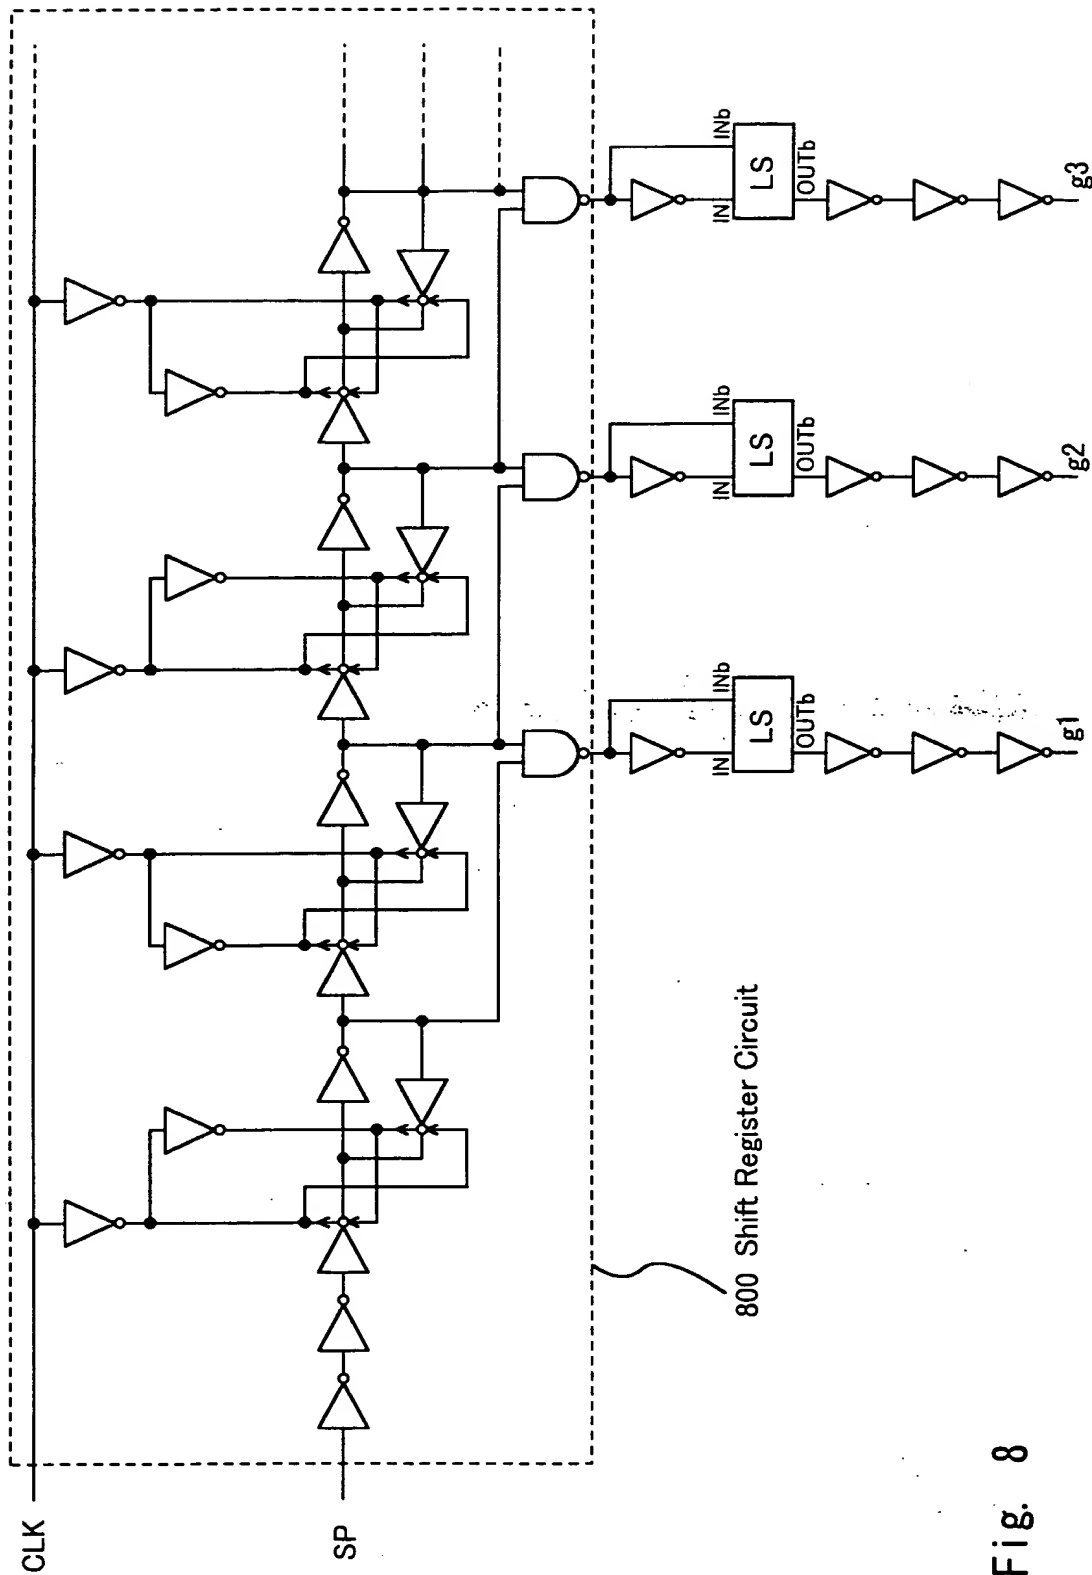 CLK
SP
800 Shift Register Circuit
IN
INb
LS
OUTb
g1
IN
INb
LS
OUTb
g2
IN
INb
LS
OUTb
g3
Fig. 8